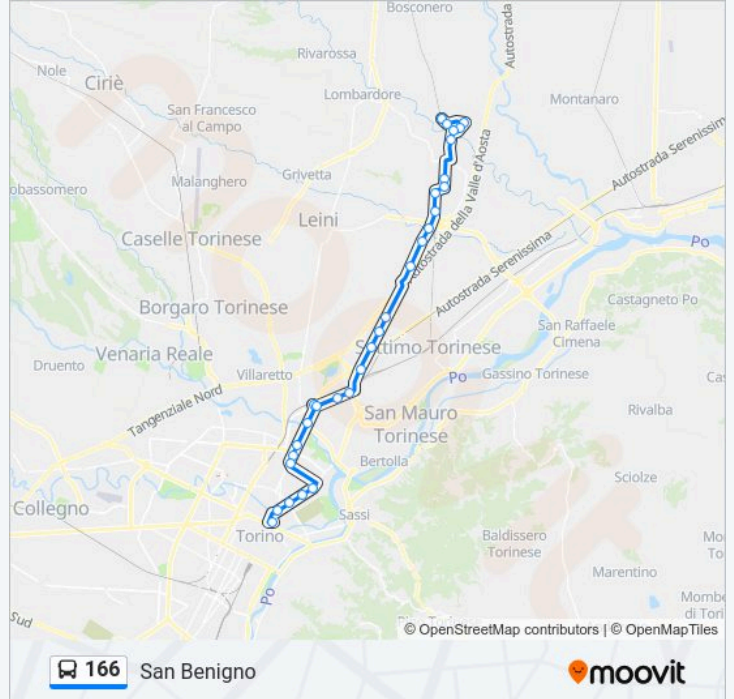 Bosconero
Autostrada
Rivarossa
Nole
Ciriè
Lombardore
Montanaro
San Francesco
al Campo
Autostrada Serenissim
Grivetta
Malanghero
obassomero
Autostrada della Valle d'Aosta
Leini
Caselle Torinese
Po
Autostrada Serenissima
Castagneto Po
Borgaro Torinese
San Raffaele
Cimena
Settimo Torinese
Venaria Reale
Druento
Villaretto
Po
Gassino Torinese
Cas
Tangenziale Nord
San Mauro
Torinese
Rivalba
Bertolla
Sciolze
Collegno
Sassi
Torino
Baldissero
Torinese
Marentino
Po
Sud
© OpenStreetMap contributors | © OpenMapTiles
166
San Benigno
moovit